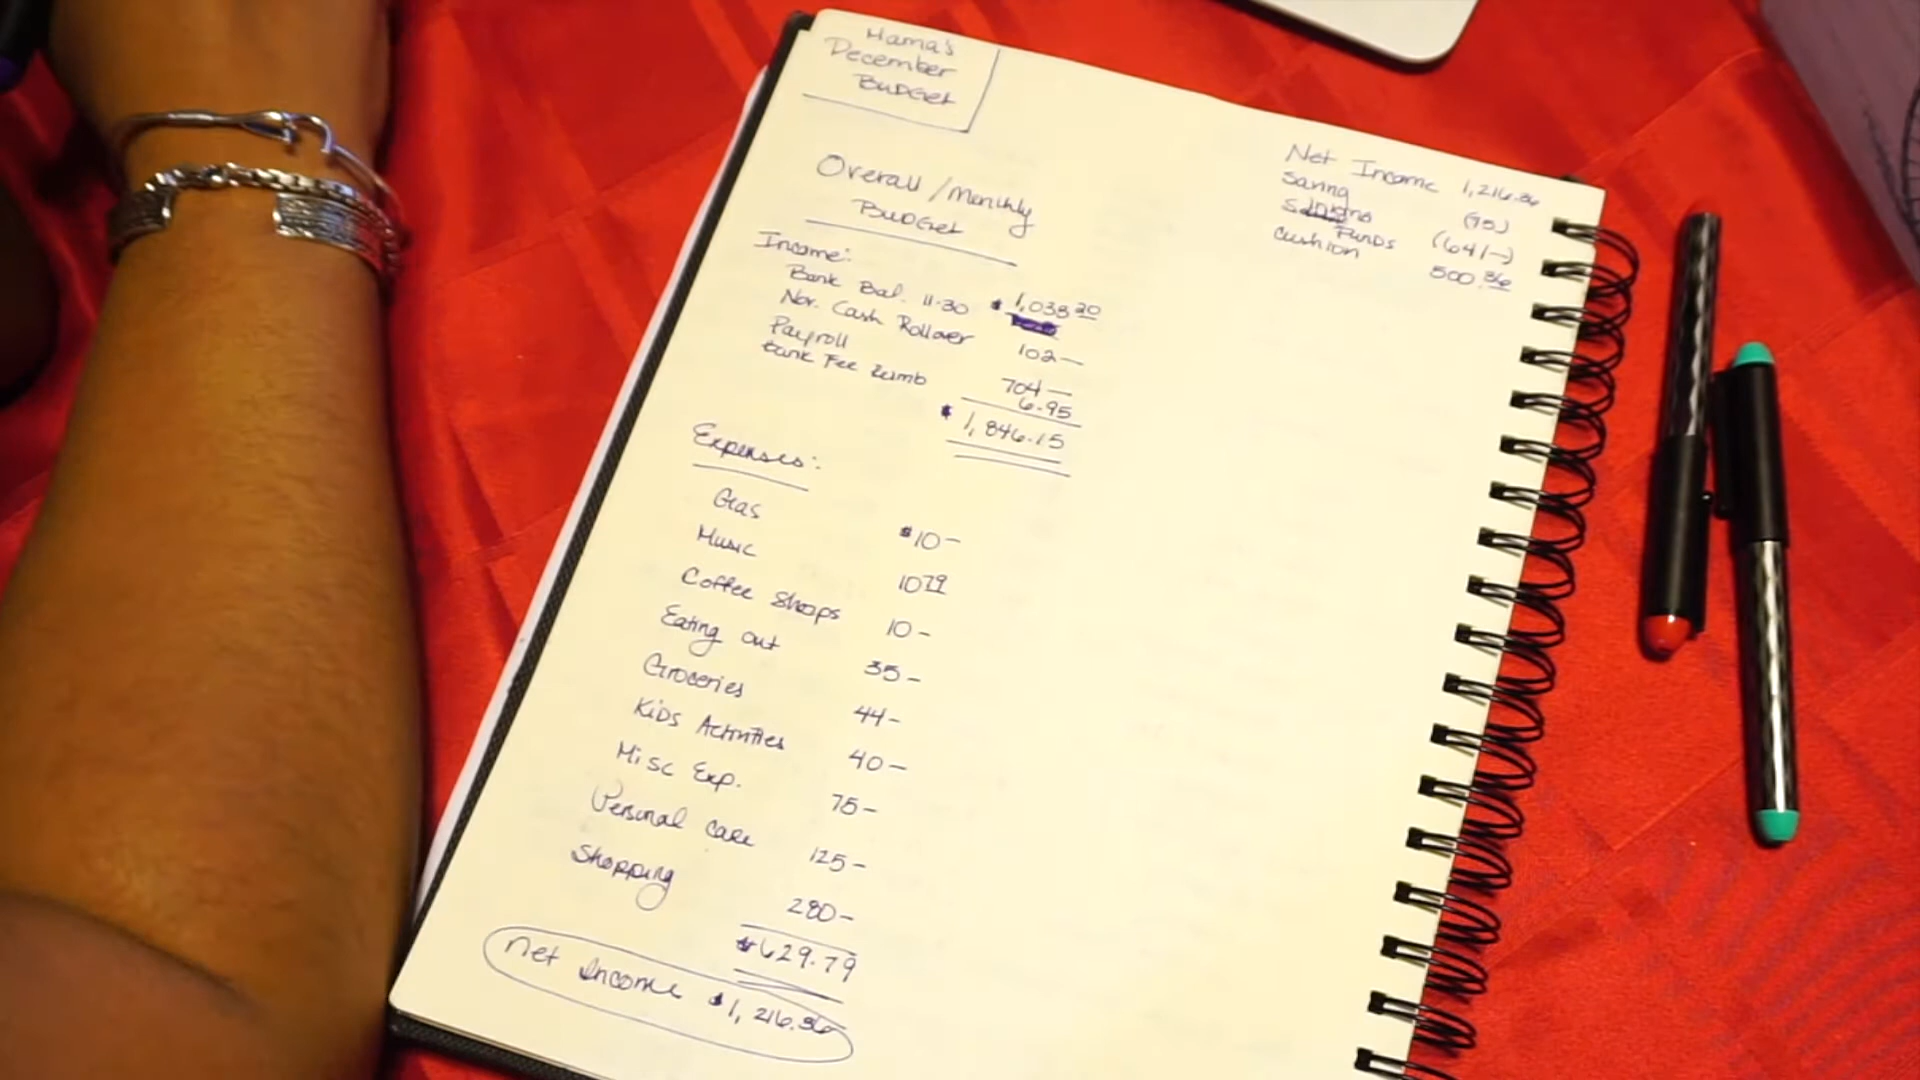 Mama's
December
Budget
Overall / Monthly
Budget
Income:
Bank Bal. 11-30 $ 1,038 20
Nov. Cash Rollover 102 —
Payroll 704 —
Bank Fee Reimb 6.95
$ 1,846.15
Expenses:
Gas $10 —
Music 10 79
Coffee Shops 10 -
Eating out 35 -
Groceries 44 -
Kids Activities 40 —
Misc Exp. 75 -
Personal Care 125 -
Shopping 280 -
$629.79
Net Income $1,216.36
Net Income 1,216.36
Saving (75)
Funds (641 —)
Cushion 500.36